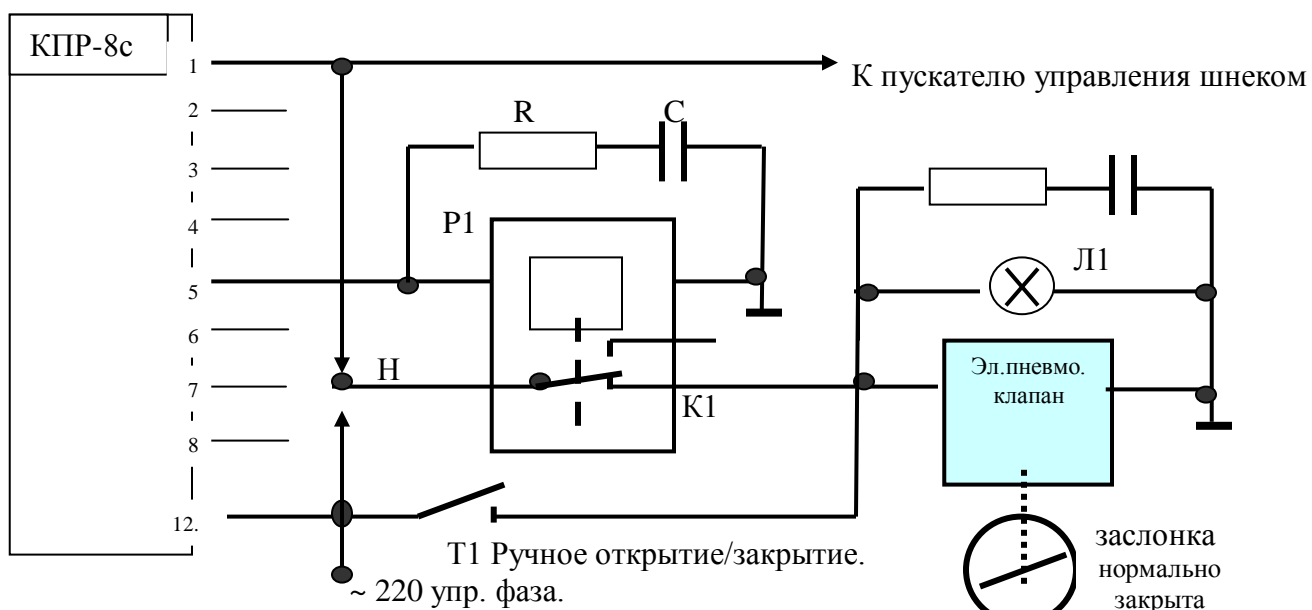 КПР-8с
1
К пускателю управления шнеком
2
R
C
3
4
Р1
Л1
5
6
Н
Эл.пневмо.
клапан
7
К1
8
12.
Т1 Ручное открытие/закрытие.
~ 220 упр. фаза.
заслонка
нормально
закрыта